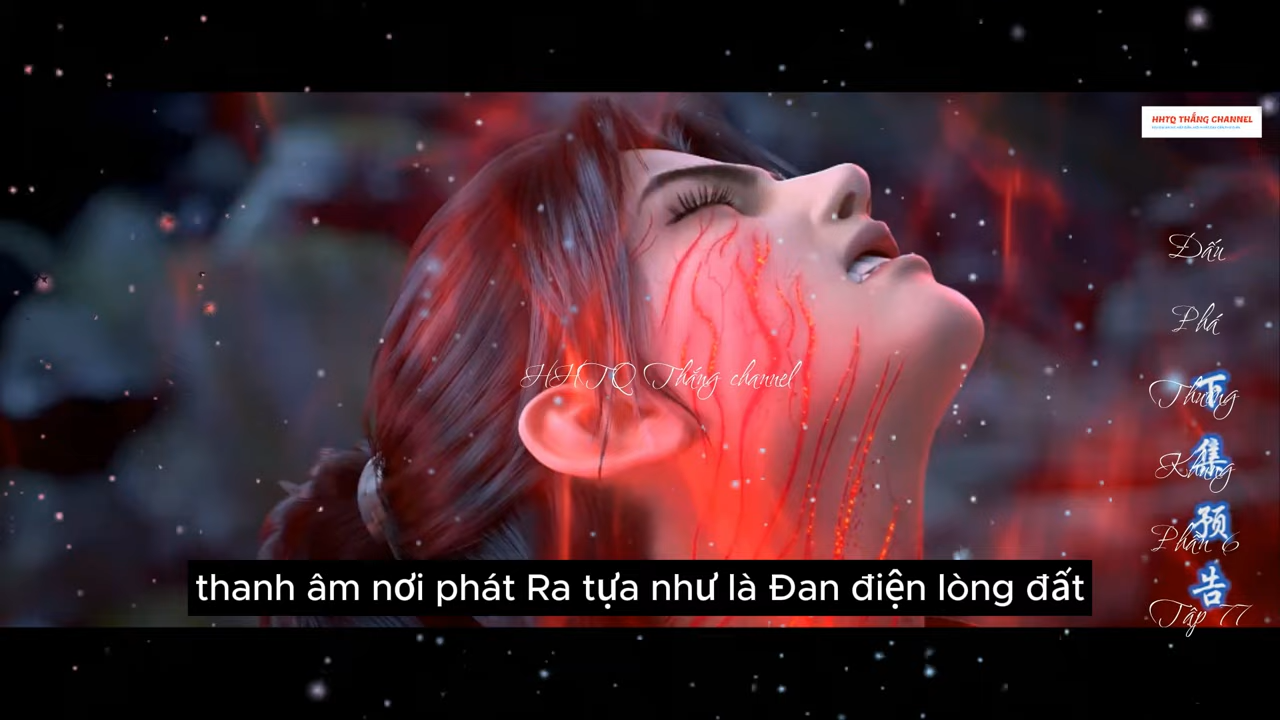 HHTQ THẮNG CHANNEL
Đấu
Phá
Thương
Khung
Phần 6
Tập 77
下集预告
HHTQ Thắng channel
thanh âm nơi phát Ra tựa như là Đan điện lòng đất